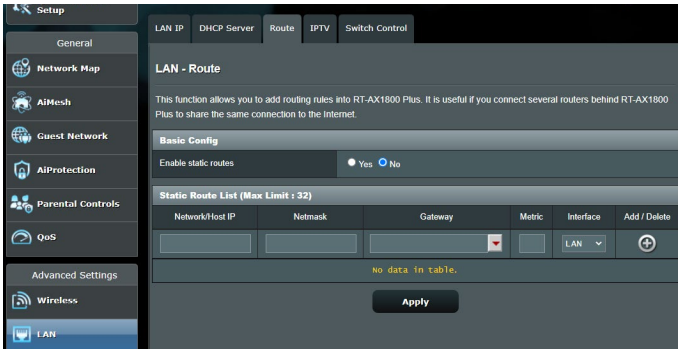 Setup
General
Network Map
AiMesh
Guest Network
AiProtection
Parental Controls
QoS
Advanced Settings
Wireless
LAN
LAN IP DHCP Server Route IPTV Switch Control
LAN - Route
This function allows you to add routing rules into RT-AX1800 Plus. It is useful if you connect several routers behind RT-AX1800
Plus to share the same connection to the Internet.
Basic Config
Enable static routes Yes No
Static Route List (Max Limit : 32)
Network/Host IP Netmask Gateway Metric Interface Add / Delete
LAN
No data in table.
Apply